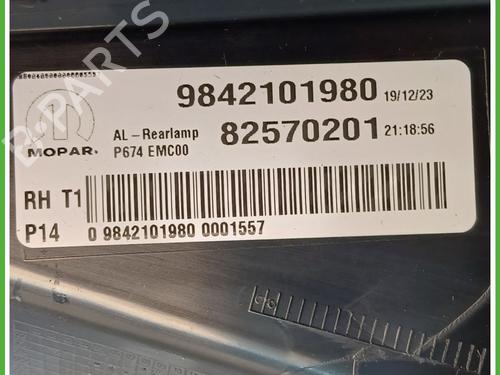 9842101980 19/12/23
AL-Rearlamp 82570201 21:18:56
MOPAR. P674 EMC00
RH T1
P14 0 9842101980 0001557
B-Parts